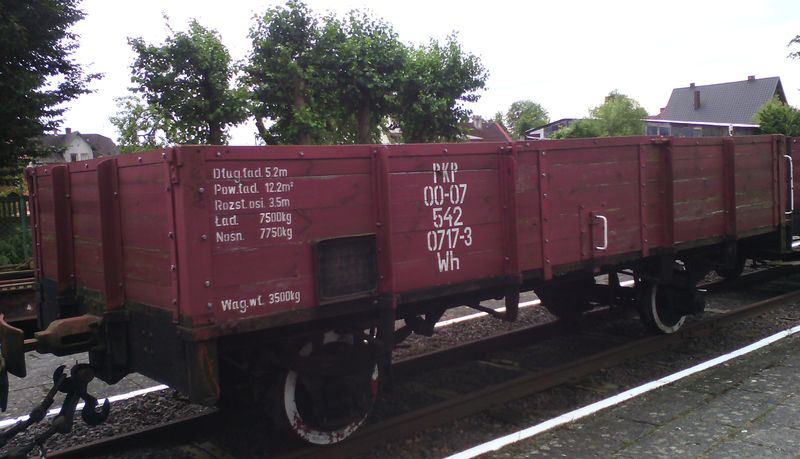 Dług.ład. 5.2m
Pow.ład. 12.2m²
Rozst.osi. 3.5m
Ład. 7500kg
Nosn. 7750kg
Wag.wł. 3500kg
PKP
00-07
542
0717-3
Wh